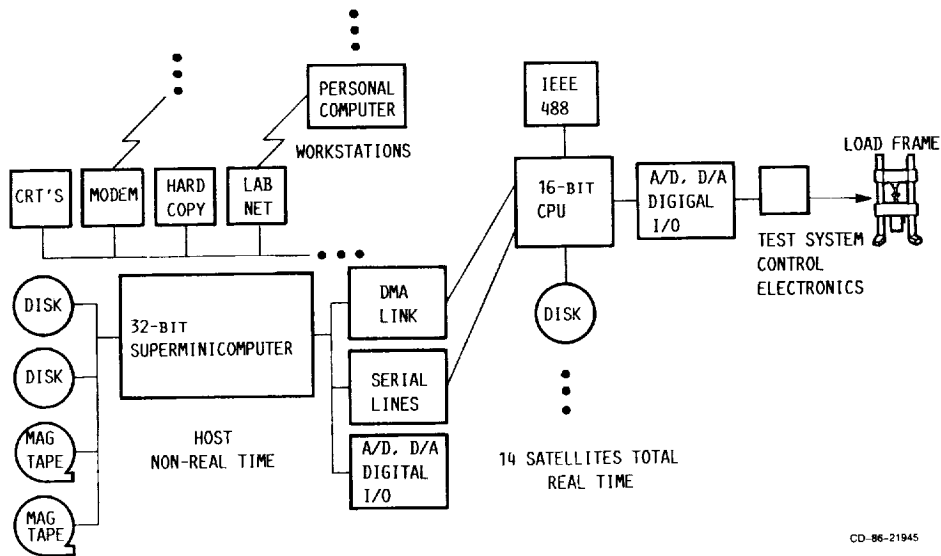 PERSONAL
COMPUTER
WORKSTATIONS
CRT'S
MODEM
HARD
COPY
LAB
NET
IEEE
488
16-BIT
CPU
A/D, D/A
DIGIGAL
I/O
LOAD FRAME
TEST SYSTEM
CONTROL
ELECTRONICS
DISK
DISK
MAG
TAPE
MAG
TAPE
32-BIT
SUPERMINICOMPUTER
HOST
NON-REAL TIME
DMA
LINK
SERIAL
LINES
A/D, D/A
DIGITAL
I/O
DISK
14 SATELLITES TOTAL
REAL TIME
CD-86-21945